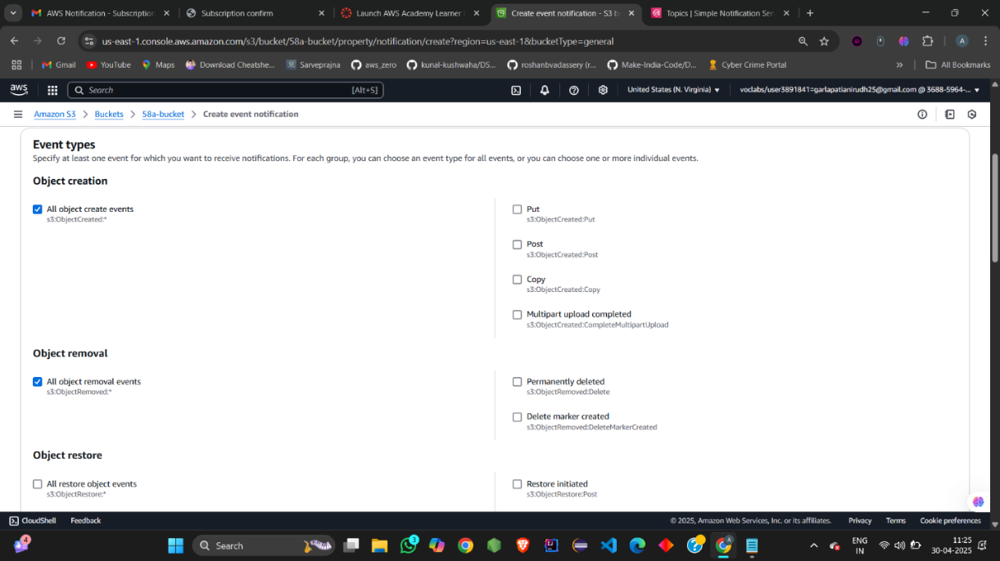 AWS Notification - Subscription
Subscription confirm
Launch AWS Academy Learner
Create event notification - S3 b
Topics | Simple Notification Ser
us-east-1.console.aws.amazon.com/s3/bucket/58a-bucket/property/notification/create?region=us-east-1&bucketType=general
A
Gmail
YouTube
Maps
Download Cheatshe...
Sarveprajna
aws_zero
kunal-kushwaha/DS...
roshanbvadassery (r...
Make-India-Code/D...
Cyber Crime Portal
»
All Bookmarks
aws
Search
[Alt+S]
United States (N. Virginia)
voclabs/user3891841=garlapatianirudh25@gmail.com @ 3688-5964-...
Amazon S3
Buckets
58a-bucket
Create event notification
Event types
Specify at least one event for which you want to receive notifications. For each group, you can choose an event type for all events, or you can choose one or more individual events.
Object creation
All object create events
s3:ObjectCreated:*
Put
s3:ObjectCreated:Put
Post
s3:ObjectCreated:Post
Copy
s3:ObjectCreated:Copy
Multipart upload completed
s3:ObjectCreated:CompleteMultipartUpload
Object removal
All object removal events
s3:ObjectRemoved:*
Permanently deleted
s3:ObjectRemoved:Delete
Delete marker created
s3:ObjectRemoved:DeleteMarkerCreated
Object restore
All restore object events
s3:ObjectRestore:*
Restore initiated
s3:ObjectRestore:Post
CloudShell
Feedback
© 2025, Amazon Web Services, Inc. or its affiliates.
Privacy
Terms
Cookie preferences
4
Search
3
A
ENG
IN
11:25
30-04-2025